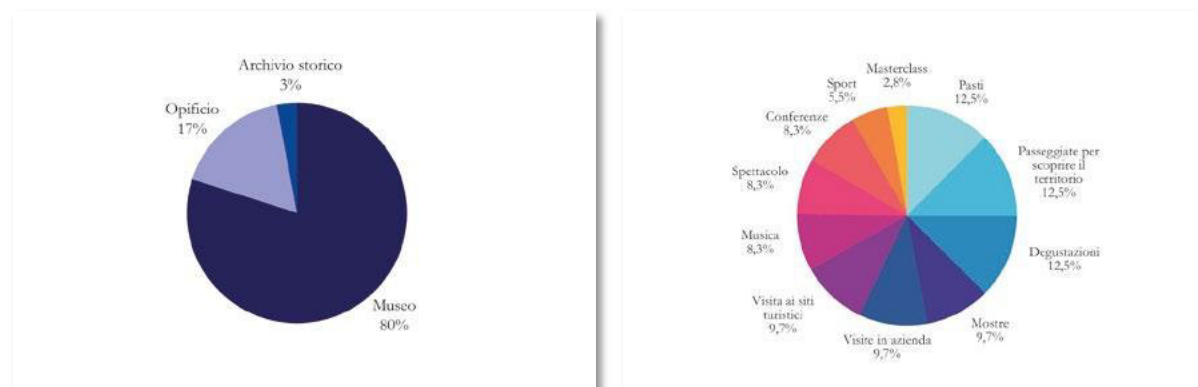 Archivio storico
3%
Opificio
17%
Museo
80%
Masterclass
2,8%
Pasti
12,5%
Passeggiate per
scoprire il
territorio
12,5%
Degustazioni
12,5%
Mostre
9,7%
Visite in azienda
9,7%
Visita ai siti
turistici
9,7%
Musica
8,3%
Spettacolo
8,3%
Conferenze
8,3%
Sport
5,5%